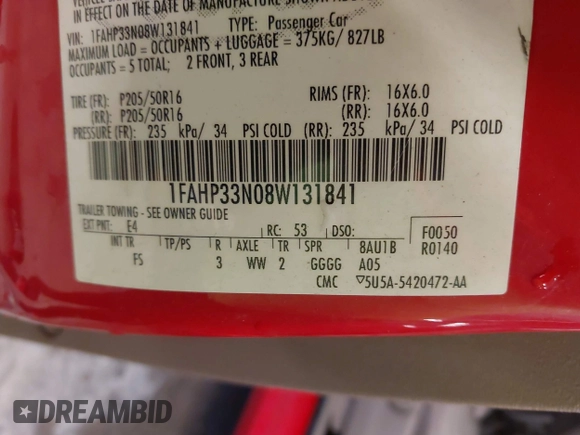 IN EFFECT ON THE DATE OF MANUFACTURE SHOWN
VIN: 1FAHP33N08W131841 TYPE: Passenger Car
MAXIMUM LOAD = OCCUPANTS + LUGGAGE = 375KG/ 827LB
OCCUPANTS = 5 TOTAL; 2 FRONT, 3 REAR
TIRE (FR): P205/50R16 RIMS (FR): 16X6.0
(RR): P205/50R16 (RR): 16X6.0
PRESSURE (FR): 235 kPa/ 34 PSI COLD (RR): 235 kPa/ 34 PSI COLD
1FAHP33N08W131841
TRAILER TOWING - SEE OWNER GUIDE
EXT PNT: E4 RC: 53 DSO: F0050
INT TR TP/PS R AXLE TR SPR 8AU1B R0140
FS 3 WW 2 GGGG A05
CMC ▽5U5A-5420472-AA
DREAMBID